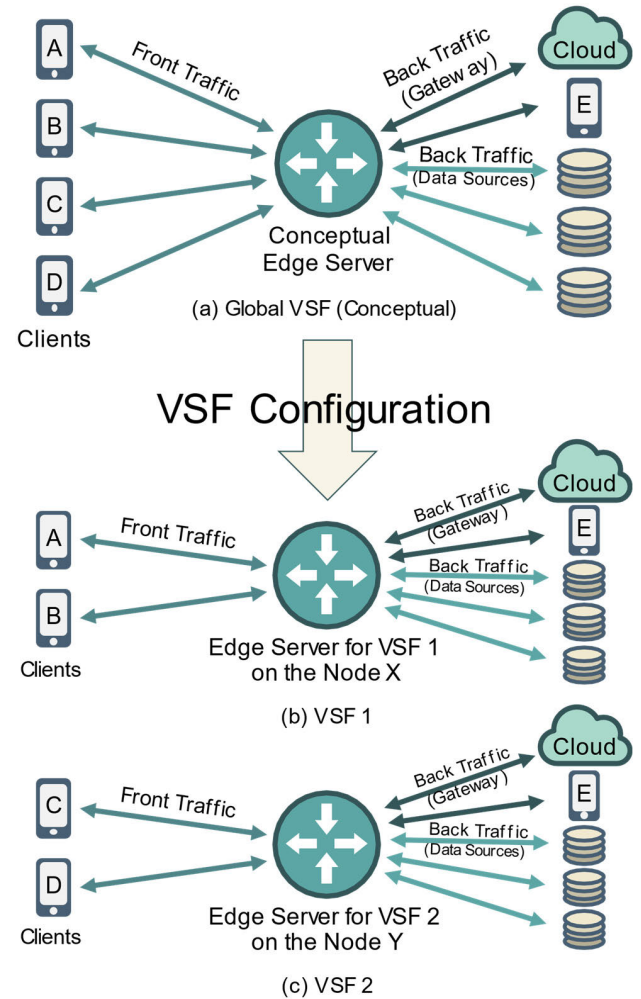 A
Front Traffic
Back Traffic
(Gateway)
Cloud
B
E
C
Back Traffic
(Data Sources)
D
Conceptual
Edge Server
Clients
(a) Global VSF (Conceptual)
VSF Configuration
A
Front Traffic
Back Traffic
(Gateway)
Cloud
E
B
Back Traffic
(Data Sources)
Clients
Edge Server for VSF 1
on the Node X
(b) VSF 1
C
Front Traffic
Back Traffic
(Gateway)
Cloud
E
D
Back Traffic
(Data Sources)
Clients
Edge Server for VSF 2
on the Node Y
(c) VSF 2